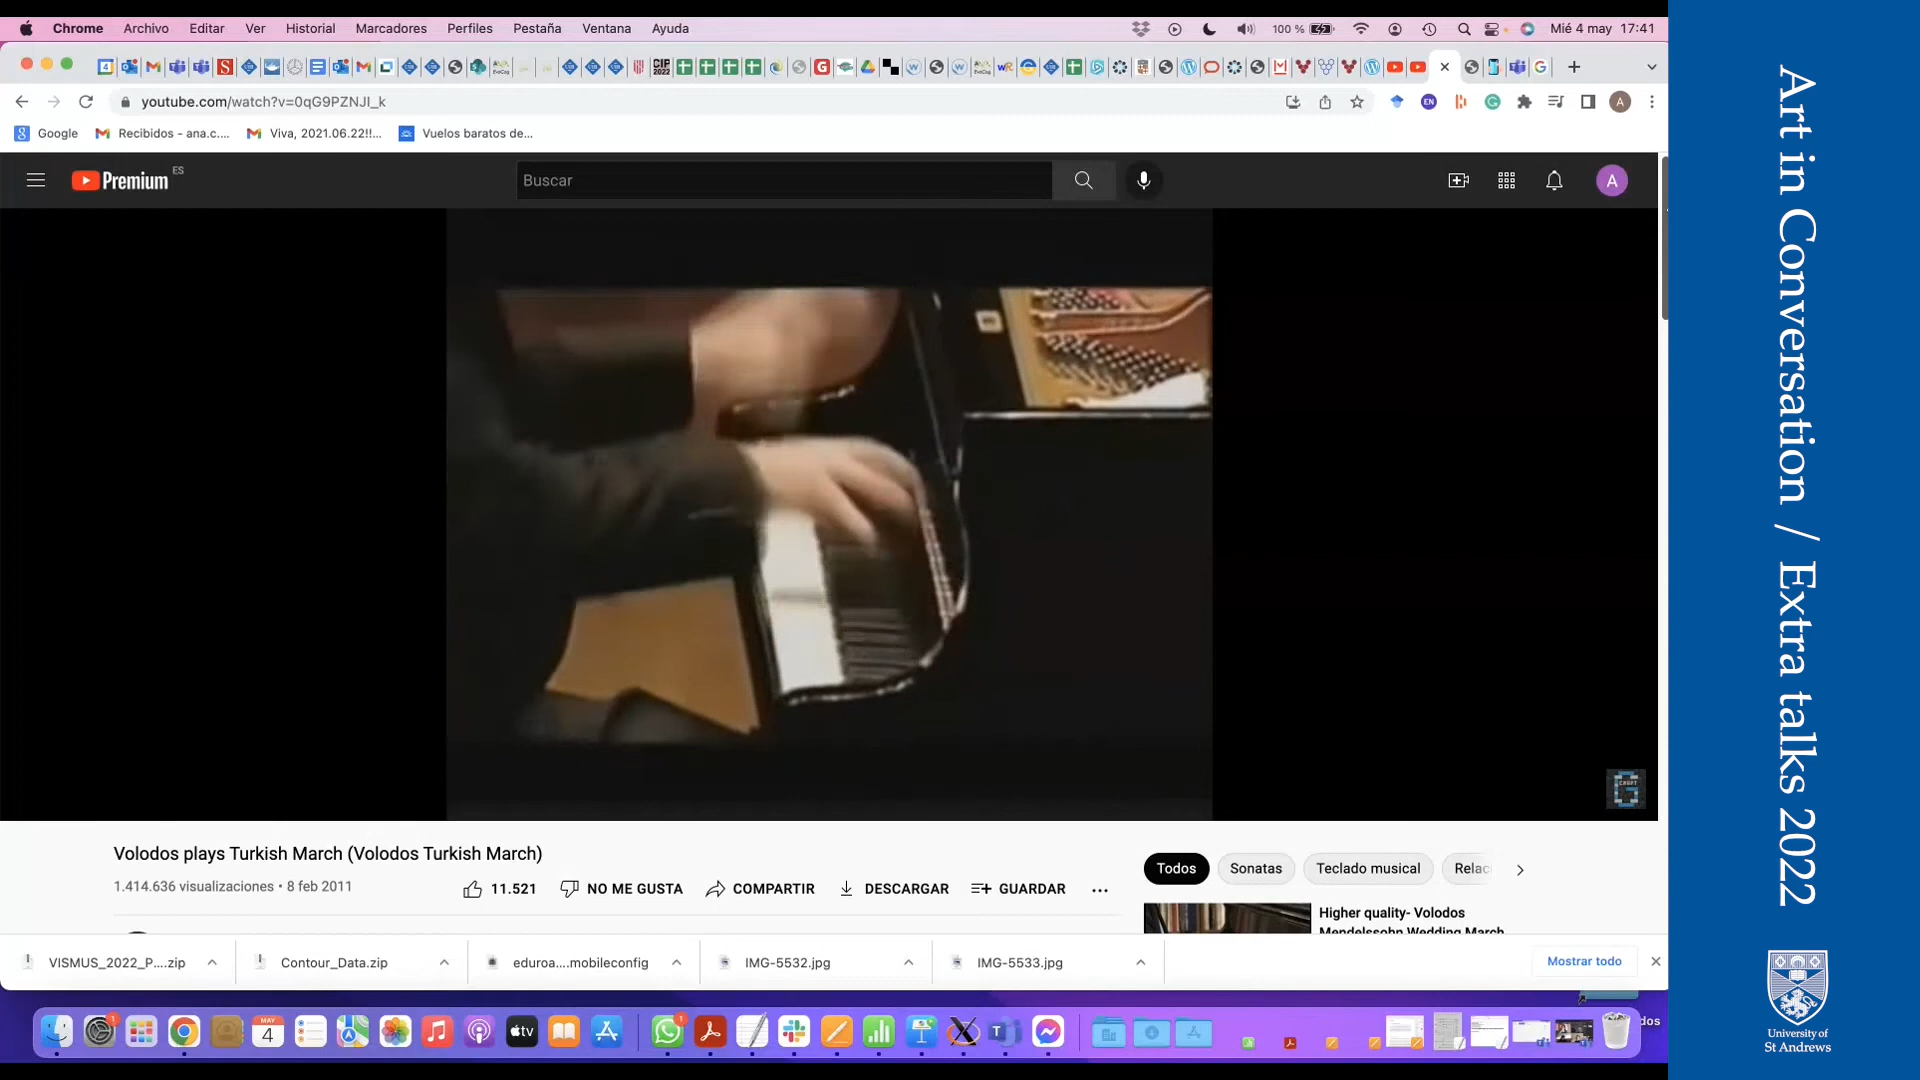 Chrome Archivo Editar Ver Historial Marcadores Perfiles Pestaña Ventana Ayuda 100 % Mié 4 may 17:41
youtube.com/watch?v=0qG9PZNJI_k
Google Recibidos - ana.c.... Viva, 2021.06.22!!... Vuelos baratos de...
Premium ES
Buscar
A
Volodos plays Turkish March (Volodos Turkish March)
1.414.636 visualizaciones • 8 feb 2011
11.521 NO ME GUSTA COMPARTIR DESCARGAR GUARDAR
Todos Sonatas Teclado musical Relac
Higher quality- Volodos
Mendelssohn Wedding March
VISMUS_2022_P....zip Contour_Data.zip eduroa....mobileconfig IMG-5532.jpg IMG-5533.jpg Mostrar todo
Art in Conversation / Extra talks 2022
University of
St Andrews